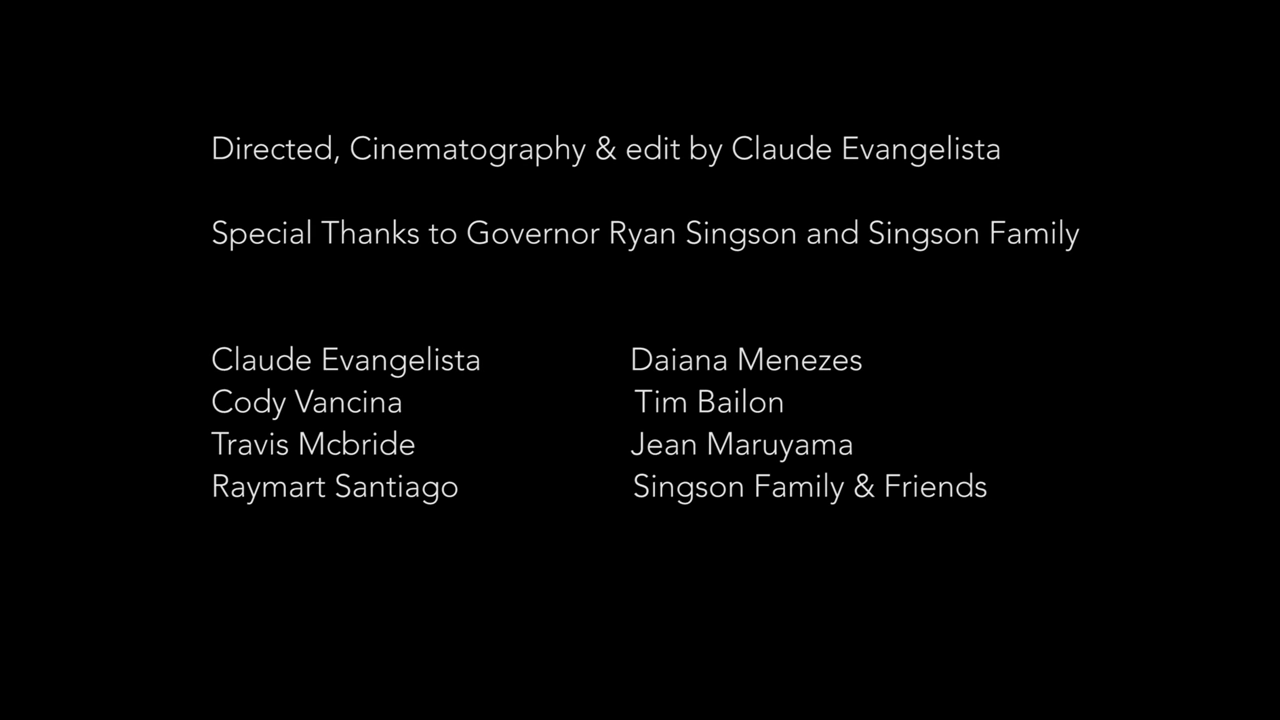 Directed, Cinematography & edit by Claude Evangelista
Special Thanks to Governor Ryan Singson and Singson Family
Claude Evangelista Daiana Menezes
Cody Vancina Tim Bailon
Travis Mcbride Jean Maruyama
Raymart Santiago Singson Family & Friends